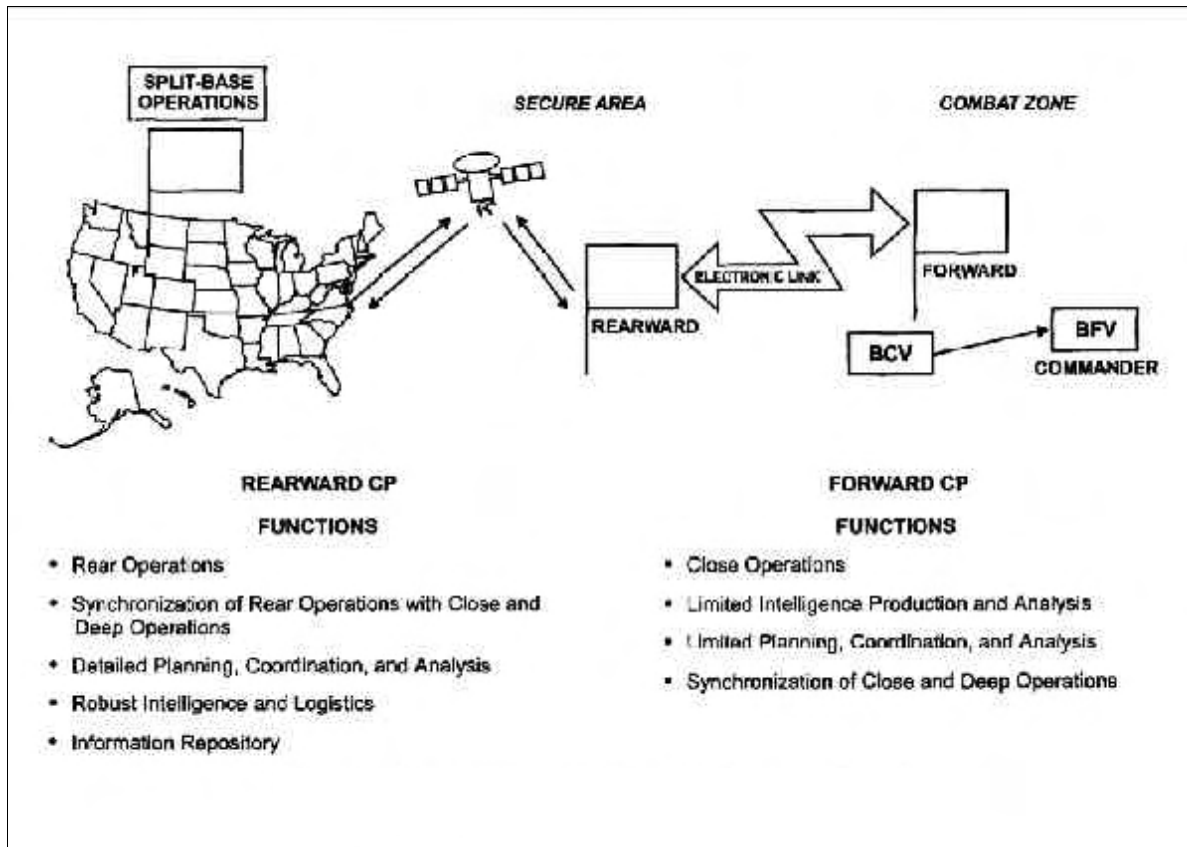 SPLIT-BASE
OPERATIONS
SECURE AREA
COMBAT ZONE
ELECTRONIC LINK
FORWARD
REARWARD
BCV
BFV
COMMANDER
REARWARD CP
FUNCTIONS
• Rear Operations
• Synchronization of Rear Operations with Close and
Deep Operations
• Detailed Planning, Coordination, and Analysis
• Robust Intelligence and Logistics
• Information Repository
FORWARD CP
FUNCTIONS
• Close Operations
• Limited Intelligence Production and Analysis
• Limited Planning, Coordination, and Analysis
• Synchronization of Close and Deep Operations